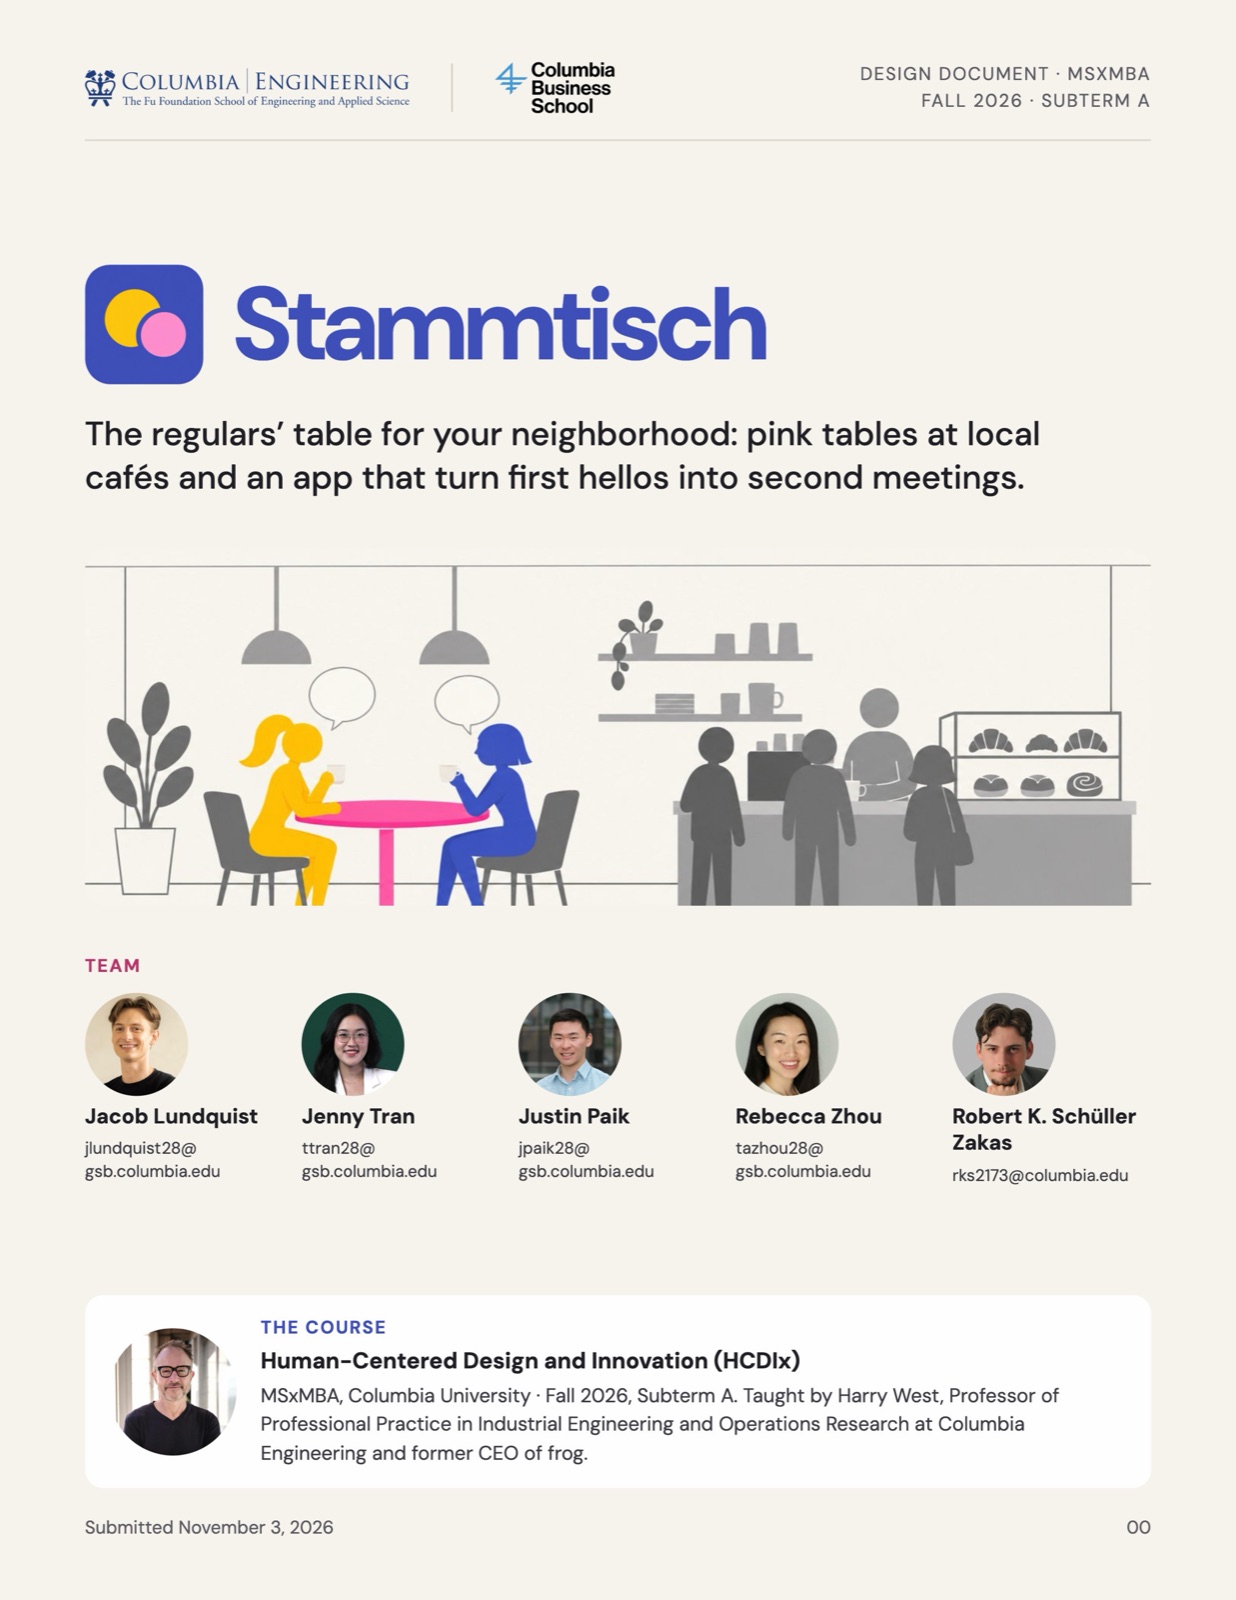 COLUMBIA | ENGINEERING
The Fu Foundation School of Engineering and Applied Science
Columbia
Business
School
DESIGN DOCUMENT · MSXMBA
FALL 2026 · SUBTERM A
Stammtisch
The regulars’ table for your neighborhood: pink tables at local
cafés and an app that turn first hellos into second meetings.
TEAM
Jacob Lundquist
jlundquist28@
gsb.columbia.edu
Jenny Tran
ttran28@
gsb.columbia.edu
Justin Paik
jpaik28@
gsb.columbia.edu
Rebecca Zhou
tazhou28@
gsb.columbia.edu
Robert K. Schüller
Zakas
rks2173@columbia.edu
THE COURSE
Human-Centered Design and Innovation (HCDIx)
MSxMBA, Columbia University · Fall 2026, Subterm A. Taught by Harry West, Professor of
Professional Practice in Industrial Engineering and Operations Research at Columbia
Engineering and former CEO of frog.
Submitted November 3, 2026
00